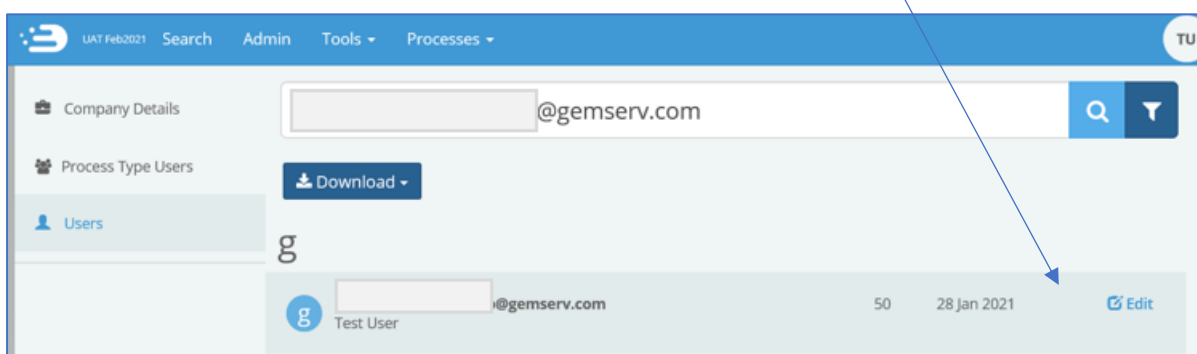 UAT Feb2021 Search Admin Tools Processes TU
Company Details
@gemserv.com
Process Type Users
Download
Users
g
g @gemserv.com 50 28 Jan 2021 Edit
Test User